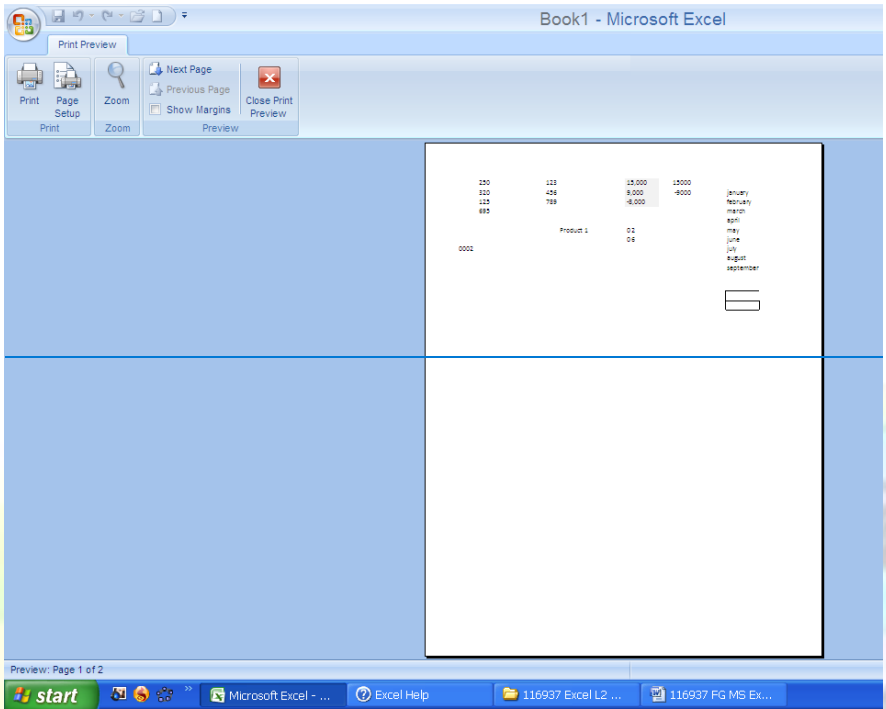 Book1 - Microsoft Excel
Print Preview
Print
Page Setup
Zoom
Next Page
Previous Page
Show Margins
Close Print Preview
Print
Zoom
Preview
250 123 15,000 15000
320 456 9,000 -9000 january
125 789 -8,000 february
695 march
april
Product 1 02 may
06 june
0002 july
august
september
Preview: Page 1 of 2
start
Microsoft Excel - ...
Excel Help
116937 Excel L2 ...
116937 FG MS Ex...